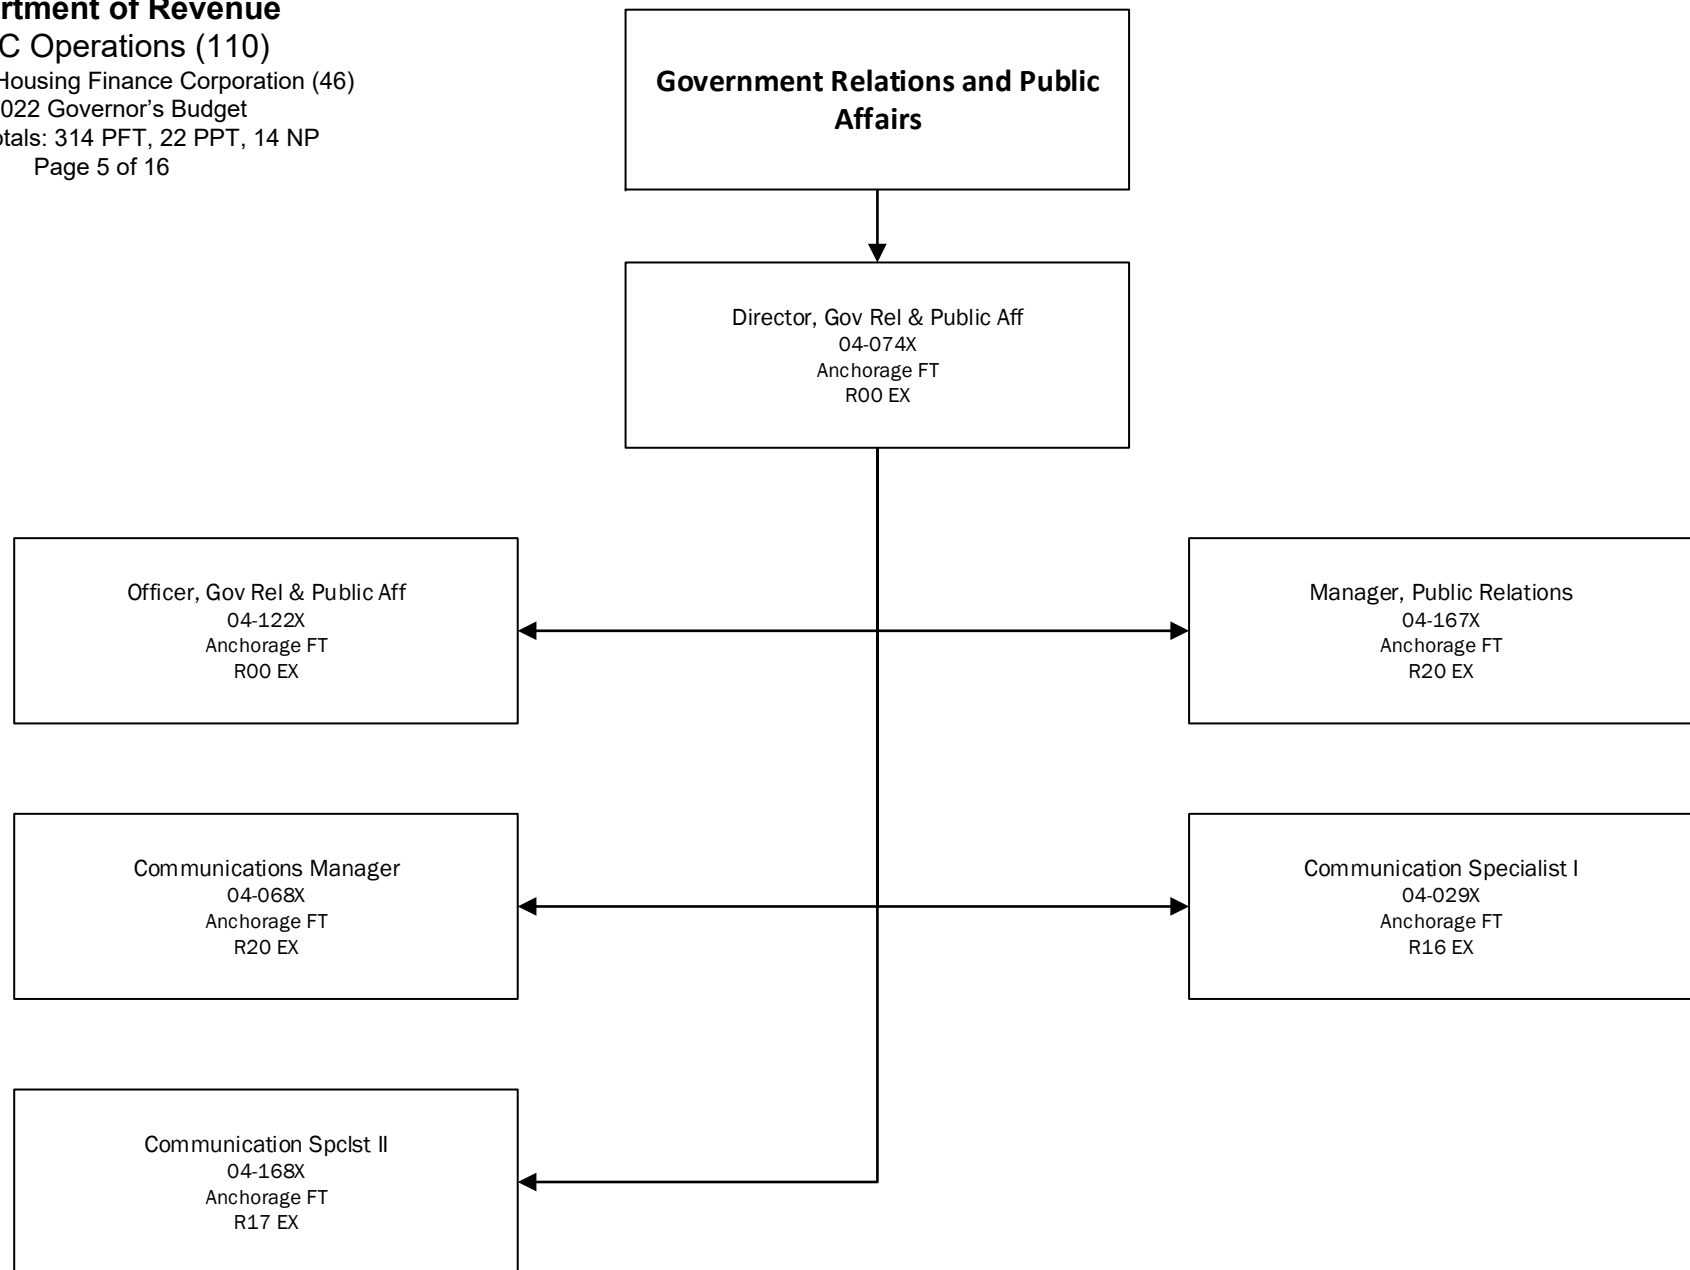 rtment of Revenue
C Operations (110)
Housing Finance Corporation (46)
022 Governor's Budget
otals: 314 PFT, 22 PPT, 14 NP
Page 5 of 16
Government Relations and Public
Affairs
Director, Gov Rel & Public Aff
04-074X
Anchorage FT
R00 EX
Officer, Gov Rel & Public Aff
04-122X
Anchorage FT
R00 EX
Manager, Public Relations
04-167X
Anchorage FT
R20 EX
Communications Manager
04-068X
Anchorage FT
R20 EX
Communication Specialist I
04-029X
Anchorage FT
R16 EX
Communication Spclst II
04-168X
Anchorage FT
R17 EX